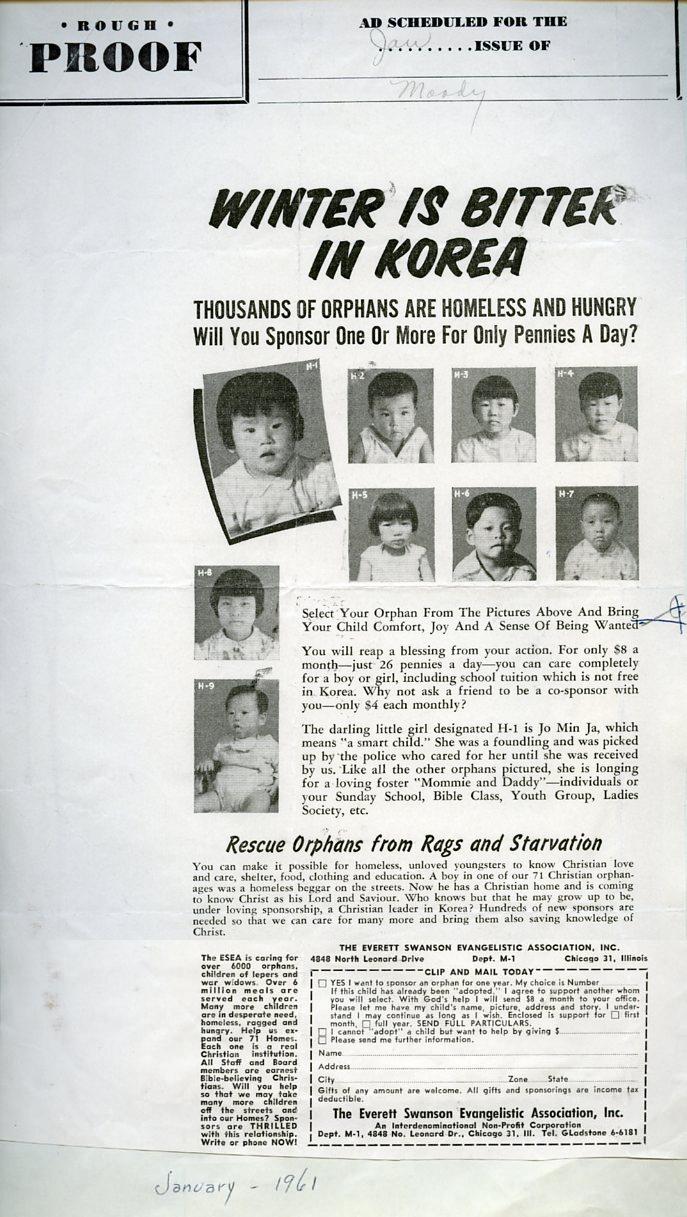 • ROUGH •
PROOF
AD SCHEDULED FOR THE
Jan
..........ISSUE OF
Moody
WINTER IS BITTER
IN KOREA
THOUSANDS OF ORPHANS ARE HOMELESS AND HUNGRY
Will You Sponsor One Or More For Only Pennies A Day?
H-1
H-2
H-3
H-4
H-5
H-6
H-7
H-8
H-9
Select Your Orphan From The Pictures Above And Bring
Your Child Comfort, Joy And A Sense Of Being Wanted
You will reap a blessing from your action. For only $8 a
month—just 26 pennies a day—you can care completely
for a boy or girl, including school tuition which is not free
in Korea. Why not ask a friend to be a co-sponsor with
you—only $4 each monthly?
The darling little girl designated H-1 is Jo Min Ja, which
means "a smart child." She was a foundling and was picked
up by the police who cared for her until she was received
by us. Like all the other orphans pictured, she is longing
for a loving foster "Mommie and Daddy"—individuals or
your Sunday School, Bible Class, Youth Group, Ladies
Society, etc.
Rescue Orphans from Rags and Starvation
You can make it possible for homeless, unloved youngsters to know Christian love
and care, shelter, food, clothing and education. A boy in one of our 71 Christian orphan-
ages was a homeless beggar on the streets. Now he has a Christian home and is coming
to know Christ as his Lord and Saviour. Who knows but that he may grow up to be,
under loving sponsorship, a Christian leader in Korea? Hundreds of new sponsors are
needed so that we can care for many more and bring them also saving knowledge of
Christ.
The ESEA is caring for
over 6000 orphans,
children of lepers and
war widows. Over 6
million meals are
served each year.
Many more children
are in desperate need,
homeless, ragged and
hungry. Help us ex-
pand our 71 Homes.
Each one is a real
Christian institution.
All Staff and Board
members are earnest
Bible-believing Chris-
tians. Will you help
so that we may take
many more children
off the streets and
into our Homes? Spon-
sors are THRILLED
with this relationship.
Write or phone NOW!
THE EVERETT SWANSON EVANGELISTIC ASSOCIATION, INC.
4848 North Leonard Drive Dept. M-1 Chicago 31, Illinois
CLIP AND MAIL TODAY
YES I want to sponsor an orphan for one year. My choice is Number
If this child has already been "adopted," I agree to support another whom
you will select. With God's help I will send $8 a month to your office.
Please let me have my child's name, picture, address and story. I under-
stand I may continue as long as I wish. Enclosed is support for □ first
month, □ full year. SEND FULL PARTICULARS.
□ I cannot "adopt" a child but want to help by giving $
□ Please send me further information.
Name
Address
City Zone State
Gifts of any amount are welcome. All gifts and sponsorings are income tax
deductible.
The Everett Swanson Evangelistic Association, Inc.
An Interdenominational Non-Profit Corporation
Dept. M-1, 4848 No. Leonard Dr., Chicago 31, Ill. Tel. GLadstone 6-6181
January - 1961